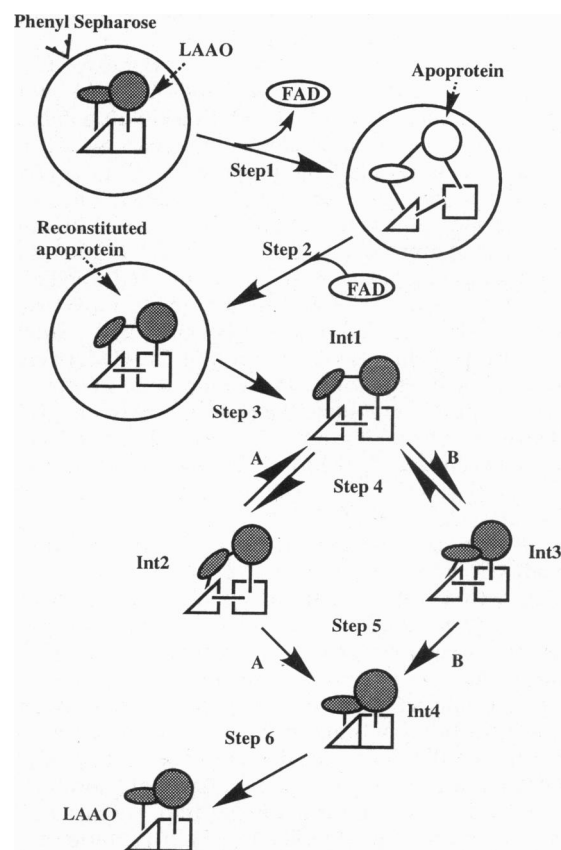 Phenyl Sepharose
LAAO
FAD
Step1
Apoprotein
Reconstituted
apoprotein
Step 2
FAD
Int1
Step 3
A
B
Step 4
Int2
Int3
Step 5
A
B
Int4
Step 6
LAAO